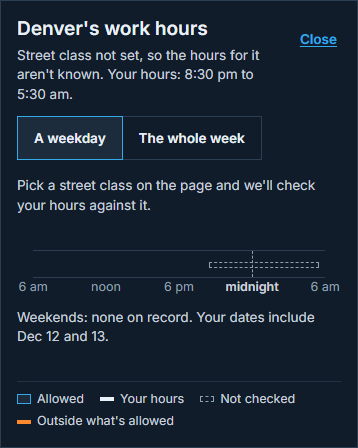 Denver's work hours
Close
Street class not set, so the hours for it
aren't known. Your hours: 8:30 pm to
5:30 am.
A weekday
The whole week
Pick a street class on the page and we'll check
your hours against it.
6 am noon 6 pm midnight 6 am
Weekends: none on record. Your dates include
Dec 12 and 13.
Allowed Your hours Not checked
Outside what's allowed